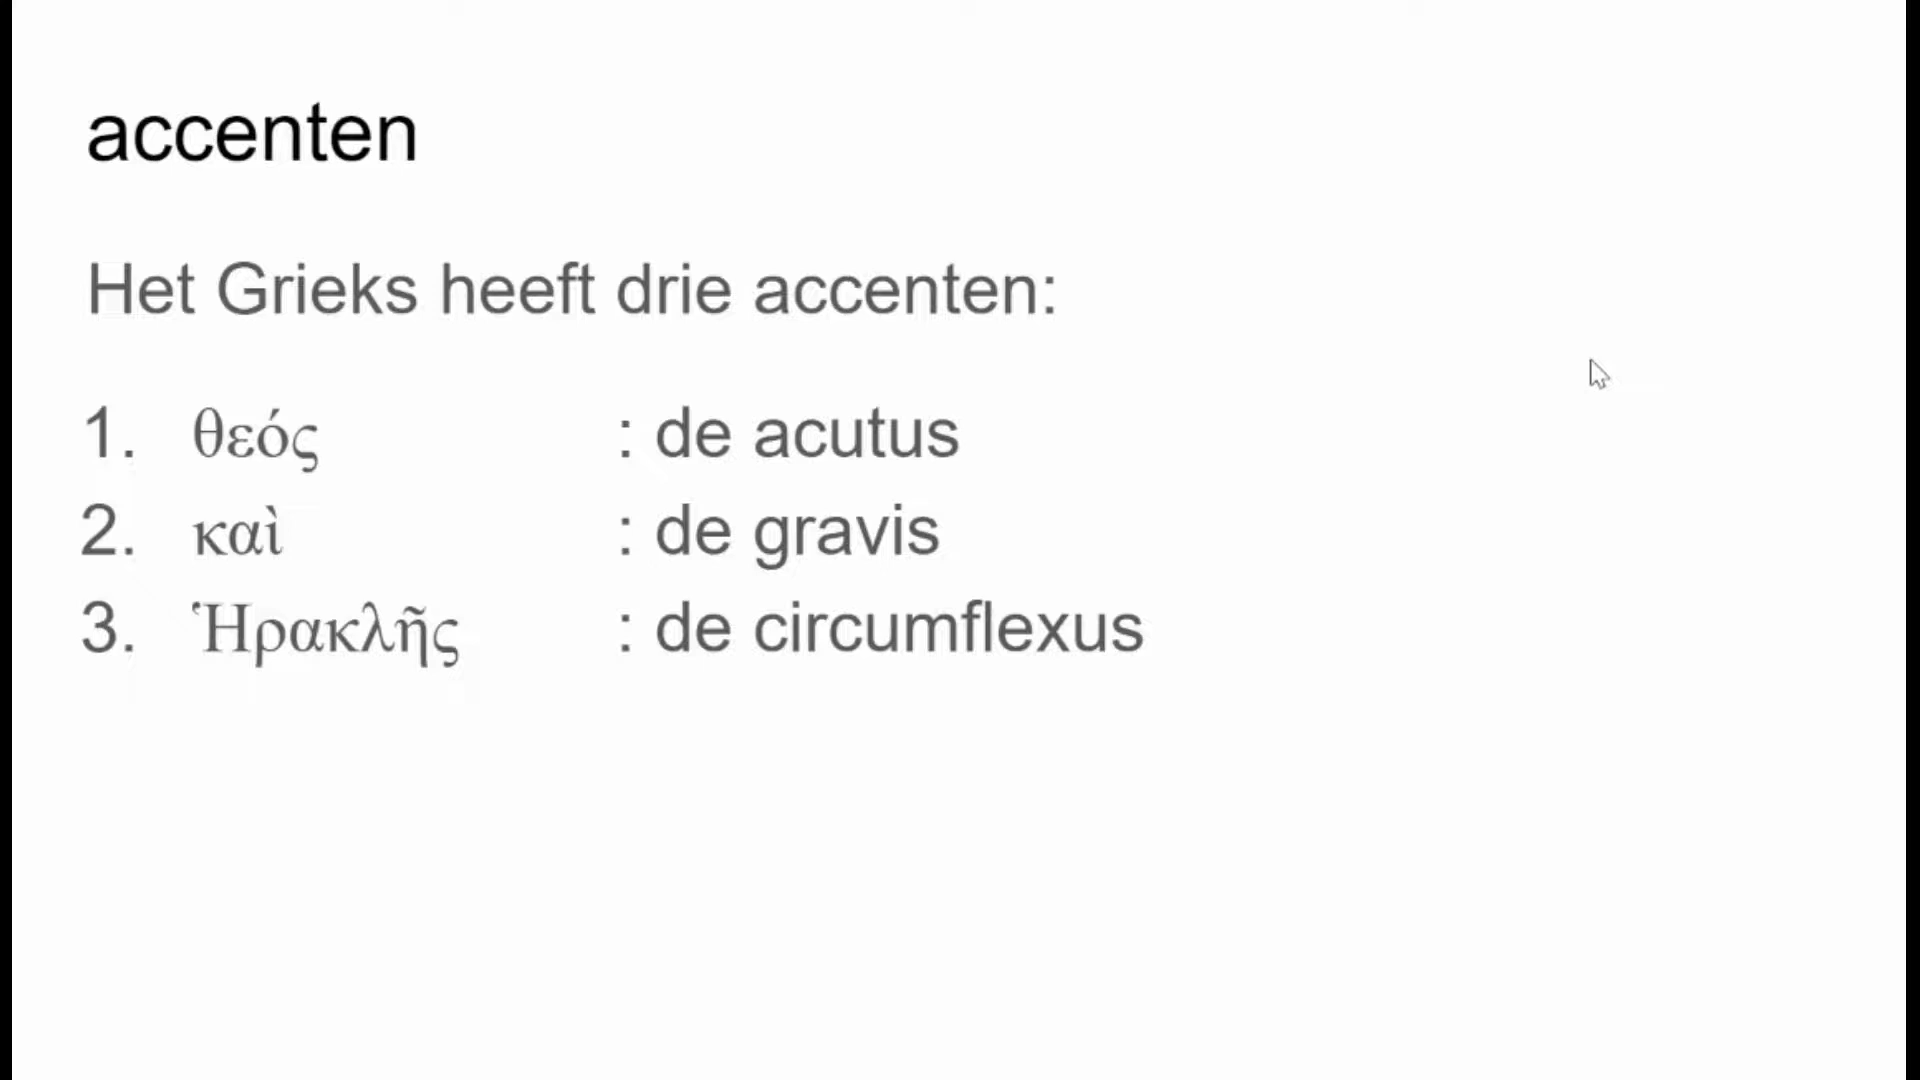 accenten
Het Grieks heeft drie accenten:
1. θεός : de acutus
2. καὶ : de gravis
3. Ἡρακλῆς : de circumflexus